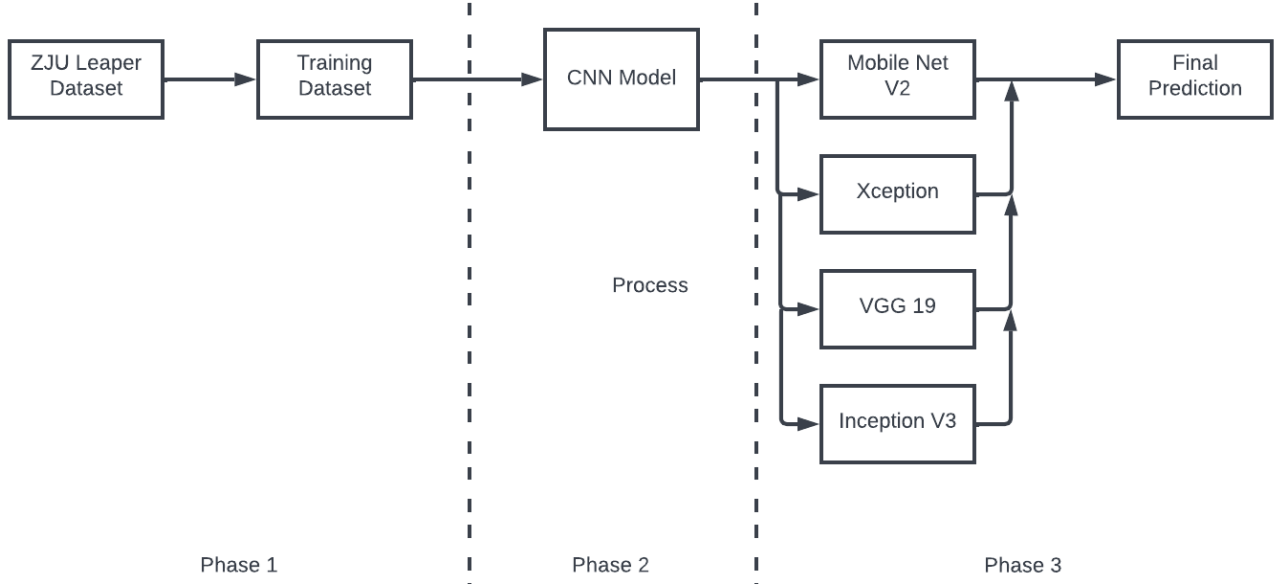 ZJU Leaper
Dataset
Training
Dataset
CNN Model
Mobile Net
V2
Final
Prediction
Xception
Process
VGG 19
Inception V3
Phase 1
Phase 2
Phase 3